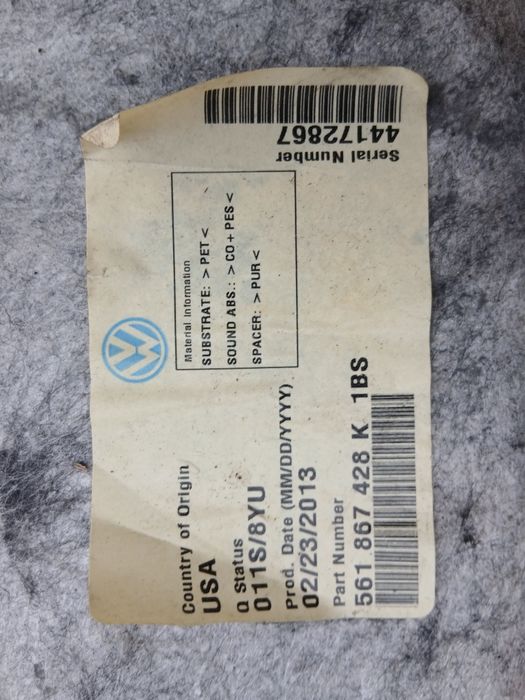 Country of Origin
USA
Q Status
011S/8YU
Prod. Date (MM/DD/YYYY)
02/23/2013
Part Number
561 867 428 K 1BS
Material Information
SUBSTRATE: > PET <
SOUND ABS.: > CO + PES <
SPACER: > PUR <
Serial Number
44172867